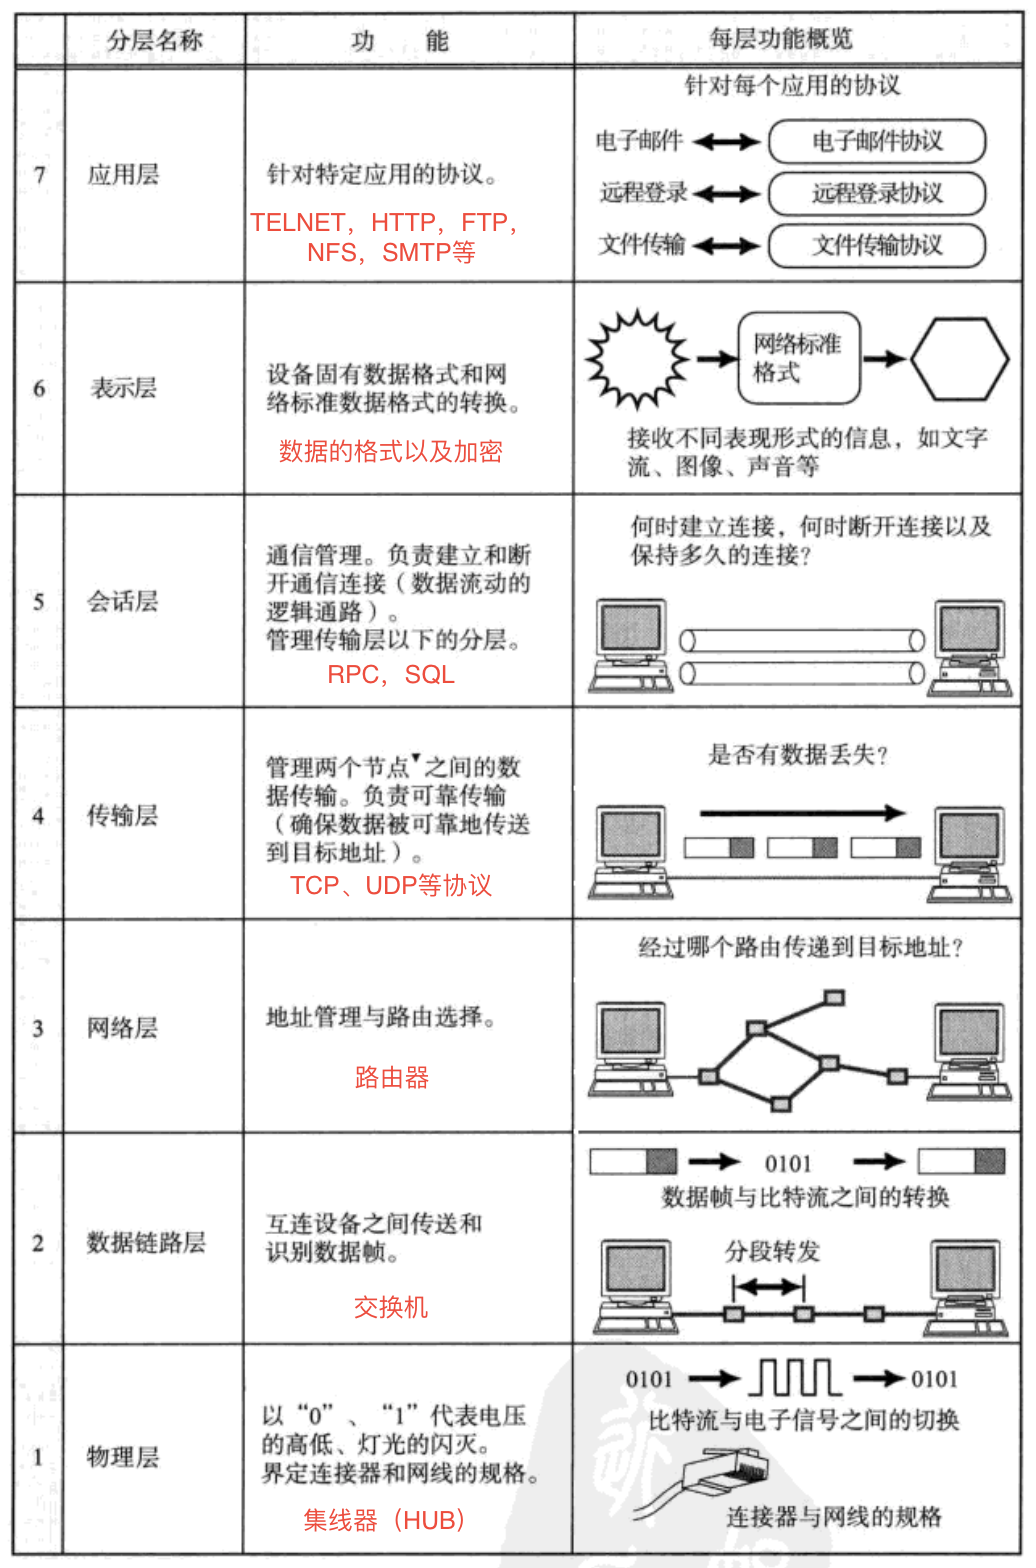 分层名称
功 能
每层功能概览
7
应用层
针对特定应用的协议。
TELNET，HTTP，FTP，
NFS，SMTP等
针对每个应用的协议
电子邮件
电子邮件协议
远程登录
远程登录协议
文件传输
文件传输协议
6
表示层
设备固有数据格式和网
络标准数据格式的转换。
数据的格式以及加密
网络标准
格式
接收不同表现形式的信息，如文字
流、图像、声音等
5
会话层
通信管理。负责建立和断
开通信连接（数据流动的
逻辑通路）。
管理传输层以下的分层。
RPC，SQL
何时建立连接，何时断开连接以及
保持多久的连接？
4
传输层
管理两个节点▼之间的数
据传输。负责可靠传输
（确保数据被可靠地传送
到目标地址）。
TCP、UDP等协议
是否有数据丢失？
3
网络层
地址管理与路由选择。
路由器
经过哪个路由传递到目标地址？
2
数据链路层
互连设备之间传送和
识别数据帧。
交换机
0101
数据帧与比特流之间的转换
分段转发
1
物理层
以“0”、“1”代表电压
的高低、灯光的闪灭。
界定连接器和网线的规格。
集线器（HUB）
0101
0101
比特流与电子信号之间的切换
连接器与网线的规格